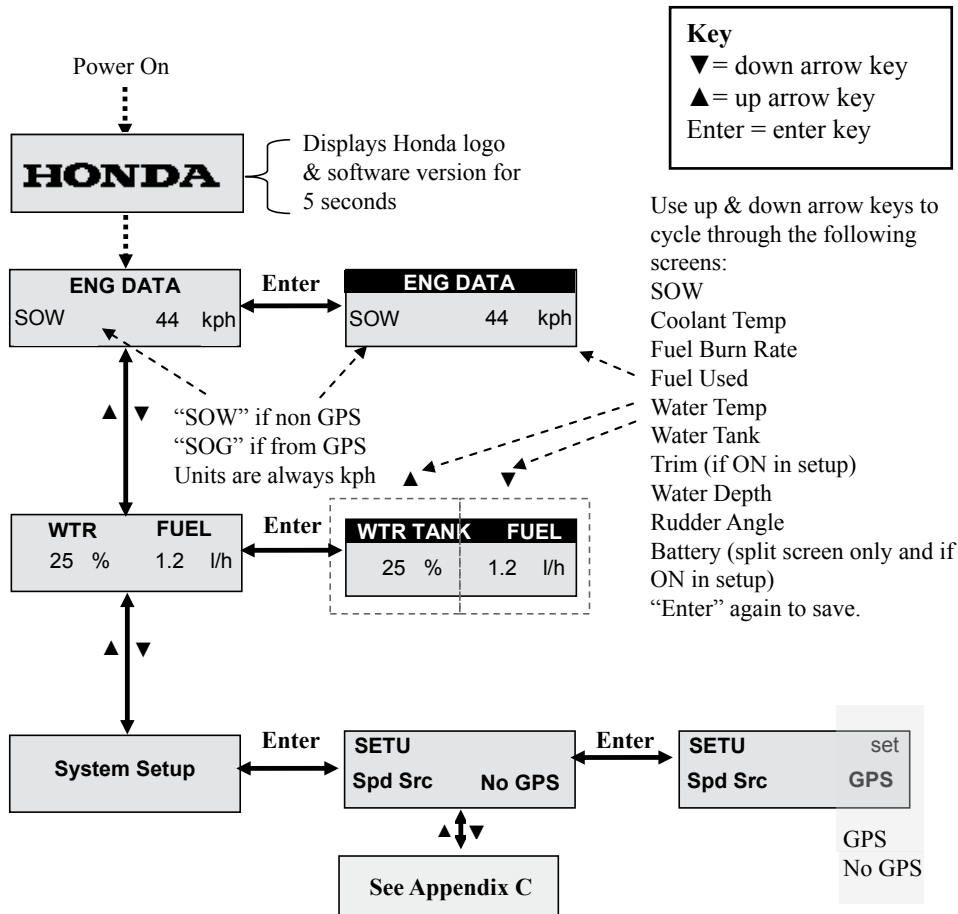 Power On
HONDA
Displays Honda logo
& software version for
5 seconds
Key
▼= down arrow key
▲= up arrow key
Enter = enter key
ENG DATA
SOW 44 kph
Enter
ENG DATA
SOW 44 kph
Use up & down arrow keys to
cycle through the following
screens:
SOW
Coolant Temp
Fuel Burn Rate
Fuel Used
Water Temp
Water Tank
Trim (if ON in setup)
Water Depth
Rudder Angle
Battery (split screen only and if
ON in setup)
“Enter” again to save.
▲ ▼
“SOW” if non GPS
“SOG” if from GPS
Units are always kph
▲ ▼
WTR FUEL
25 % 1.2 l/h
Enter
WTR TANK FUEL
25 % 1.2 l/h
▲ ▼
System Setup
Enter
SETU
Spd Src No GPS
Enter
SETU set
Spd Src GPS
GPS
No GPS
▲ ▼
See Appendix C